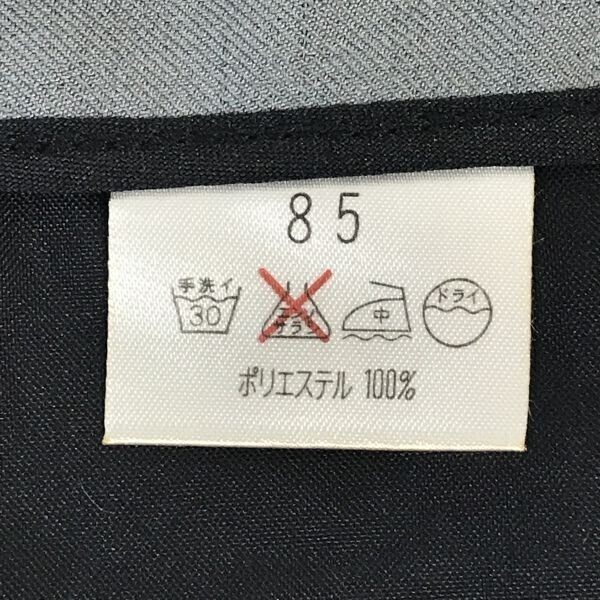 85
手洗イ
30
エンソ
サラシ
中
ドライ
ポリエステル 100%